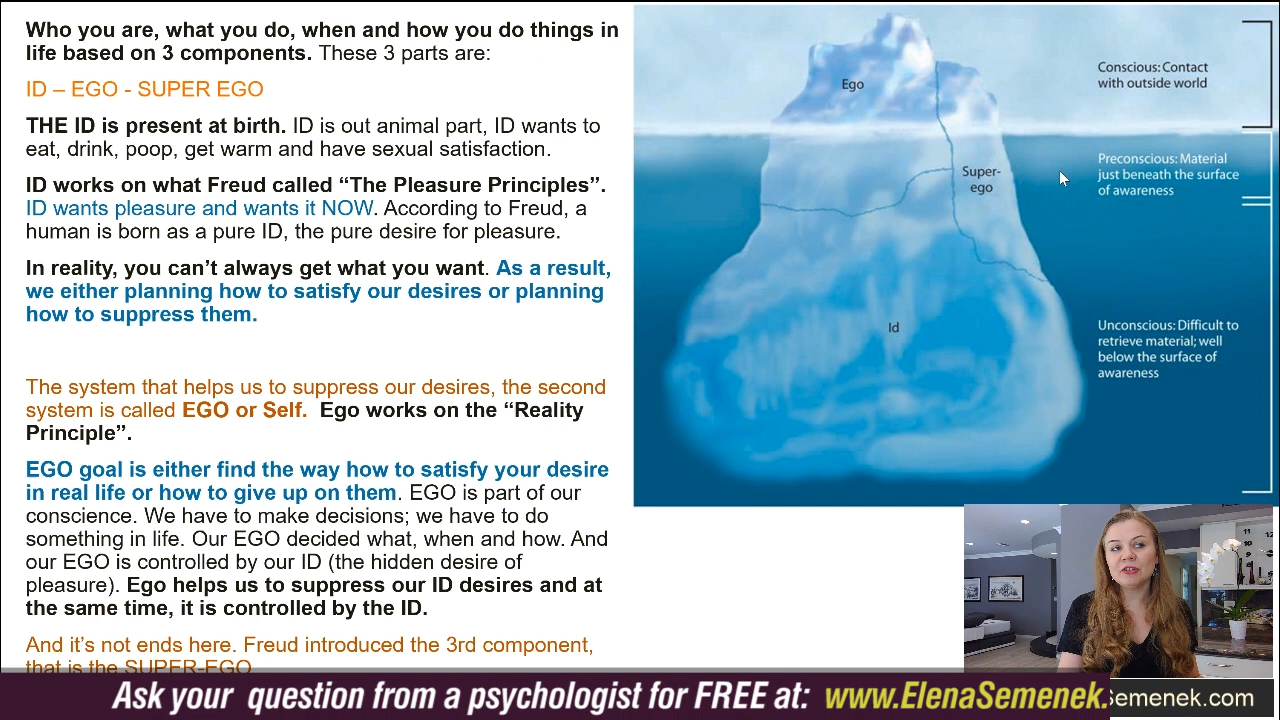 Who you are, what you do, when and how you do things in
life based on 3 components. These 3 parts are:
ID – EGO - SUPER EGO
THE ID is present at birth. ID is out animal part, ID wants to
eat, drink, poop, get warm and have sexual satisfaction.
ID works on what Freud called “The Pleasure Principles”.
ID wants pleasure and wants it NOW. According to Freud, a
human is born as a pure ID, the pure desire for pleasure.
In reality, you can’t always get what you want. As a result,
we either planning how to satisfy our desires or planning
how to suppress them.
The system that helps us to suppress our desires, the second
system is called EGO or Self. Ego works on the “Reality
Principle”.
EGO goal is either find the way how to satisfy your desire
in real life or how to give up on them. EGO is part of our
conscience. We have to make decisions; we have to do
something in life. Our EGO decided what, when and how. And
our EGO is controlled by our ID (the hidden desire of
pleasure). Ego helps us to suppress our ID desires and at
the same time, it is controlled by the ID.
And it’s not ends here. Freud introduced the 3rd component,
that is the SUPER-EGO
Ego
Super-
ego
Id
Conscious: Contact
with outside world
Preconscious: Material
just beneath the surface
of awareness
Unconscious: Difficult to
retrieve material; well
below the surface of
awareness
Ask your question from a psychologist for FREE at: www.ElenaSemenek.
Semenek.com